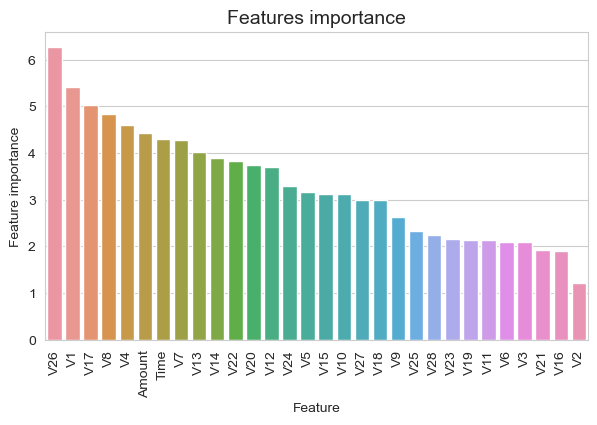 Features importance
Feature importance
6
5
4
3
2
1
0
V26 V1 V17 V8 V4 Amount Time V7 V13 V14 V22 V20 V12 V24 V5 V15 V10 V27 V18 V9 V25 V28 V23 V19 V11 V6 V3 V21 V16 V2
Feature